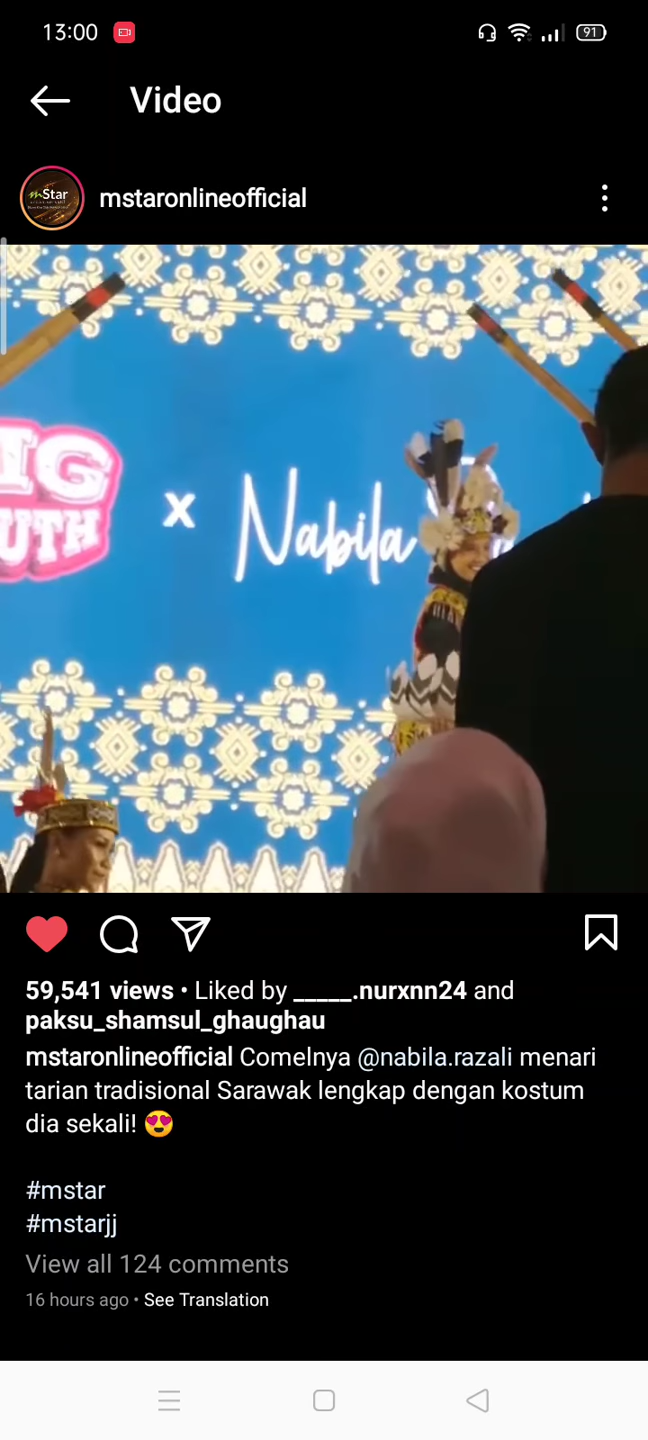 13:00
91
Video
mStar
mstaronlineofficial
IG
UTH
x
Nabila
59,541 views • Liked by _____.nurxnn24 and
paksu_shamsul_ghaughau
mstaronlineofficial Comelnya @nabila.razali menari
tarian tradisional Sarawak lengkap dengan kostum
dia sekali! 😍
#mstar
#mstarjj
View all 124 comments
16 hours ago • See Translation